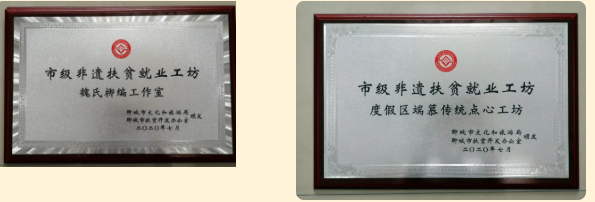 市级非遗扶贫就业工坊
魏氏柳编工作室
聊城市文化和旅游局
聊城市扶贫开发办公室
颁发
二〇二〇年七月
市级非遗扶贫就业工坊
度假区端慕传统点心工坊
聊城市文化和旅游局
聊城市扶贫开发办公室
颁发
二〇二〇年七月